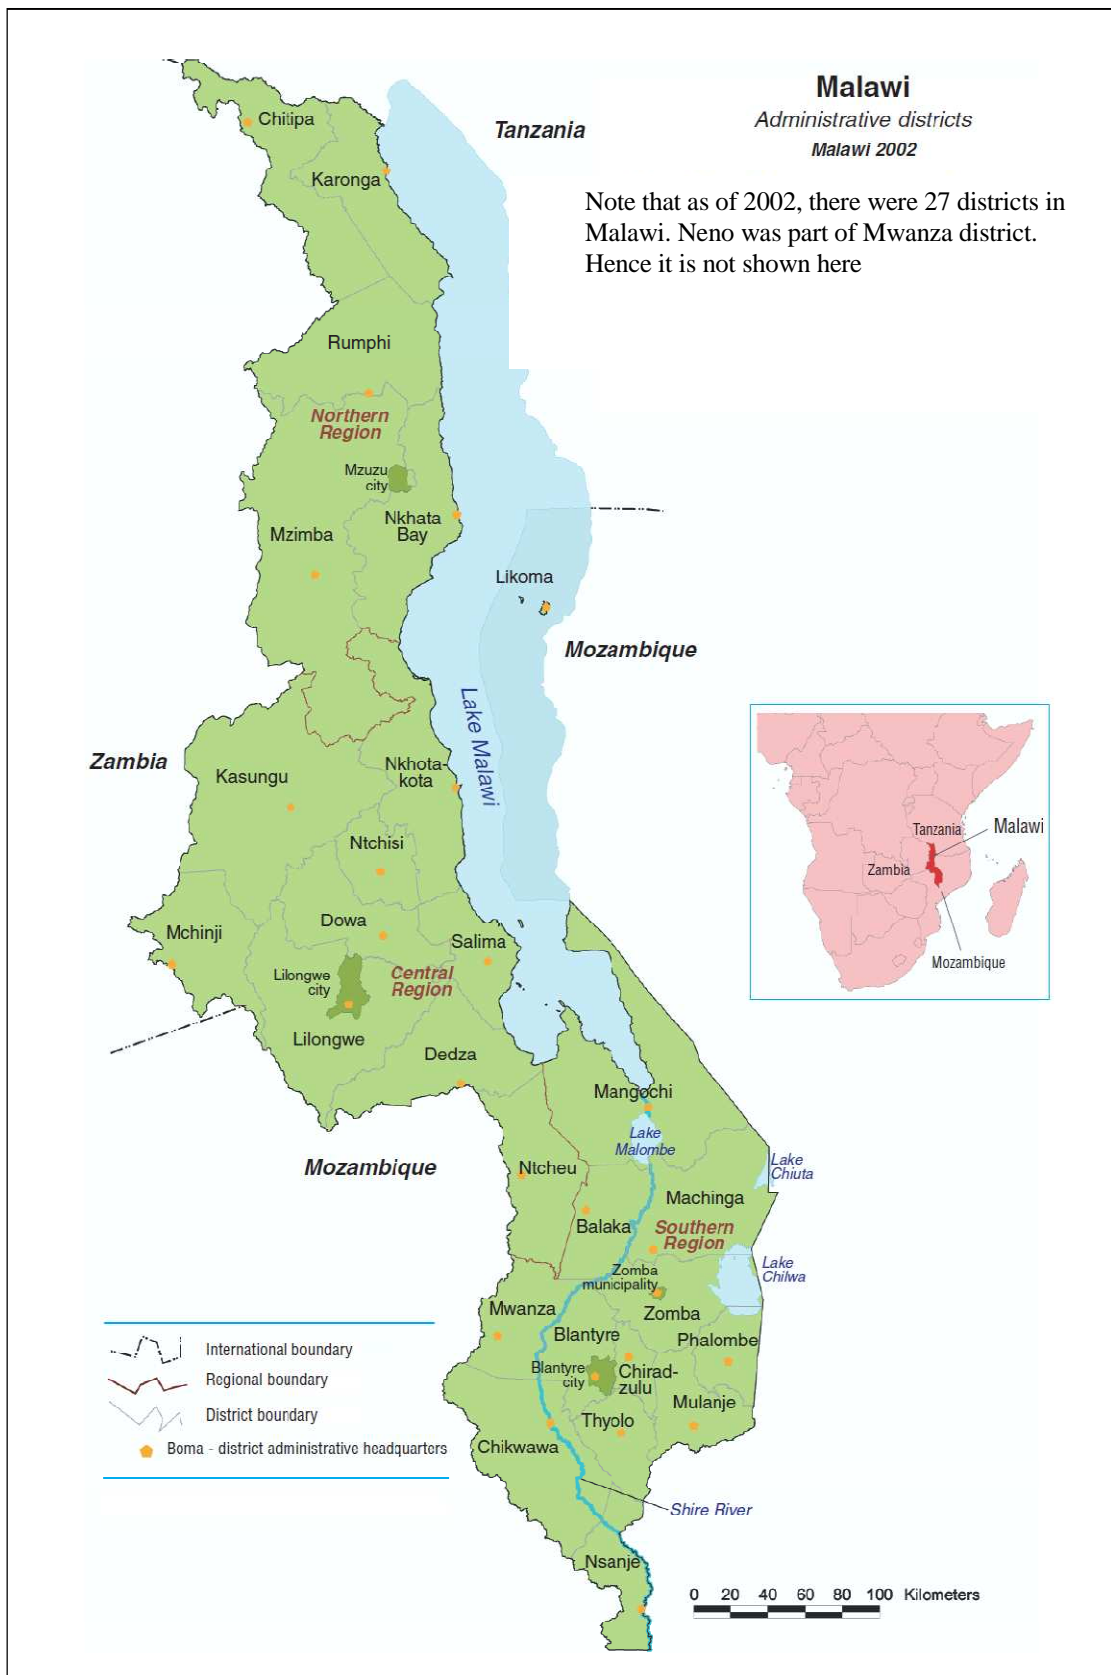 Malawi
Administrative districts
Malawi 2002
Note that as of 2002, there were 27 districts in
Malawi. Neno was part of Mwanza district.
Hence it is not shown here
Chitipa
Tanzania
Karonga
Rumphi
Northern
Region
Mzuzu
city
Nkhata
Bay
Mzimba
Likoma
Mozambique
Lake Malawi
Zambia
Kasungu
Nkhota-
kota
Ntchisi
Dowa
Mchinji
Salima
Lilongwe
city
Central
Region
Lilongwe
Dedza
Tanzania
Malawi
Zambia
Mozambique
Mangochi
Lake
Malombe
Mozambique
Ntcheu
Lake
Chiuta
Machinga
Balaka
Southern
Region
Lake
Chilwa
Zomba
municipality
Zomba
Mwanza
Blantyre
Phalombe
Blantyre
city
Chirad-
zulu
Mulanje
Thyolo
Chikwawa
Shire River
Nsanje
International boundary
Regional boundary
District boundary
Boma - district administrative headquarters
0 20 40 60 80 100 Kilometers